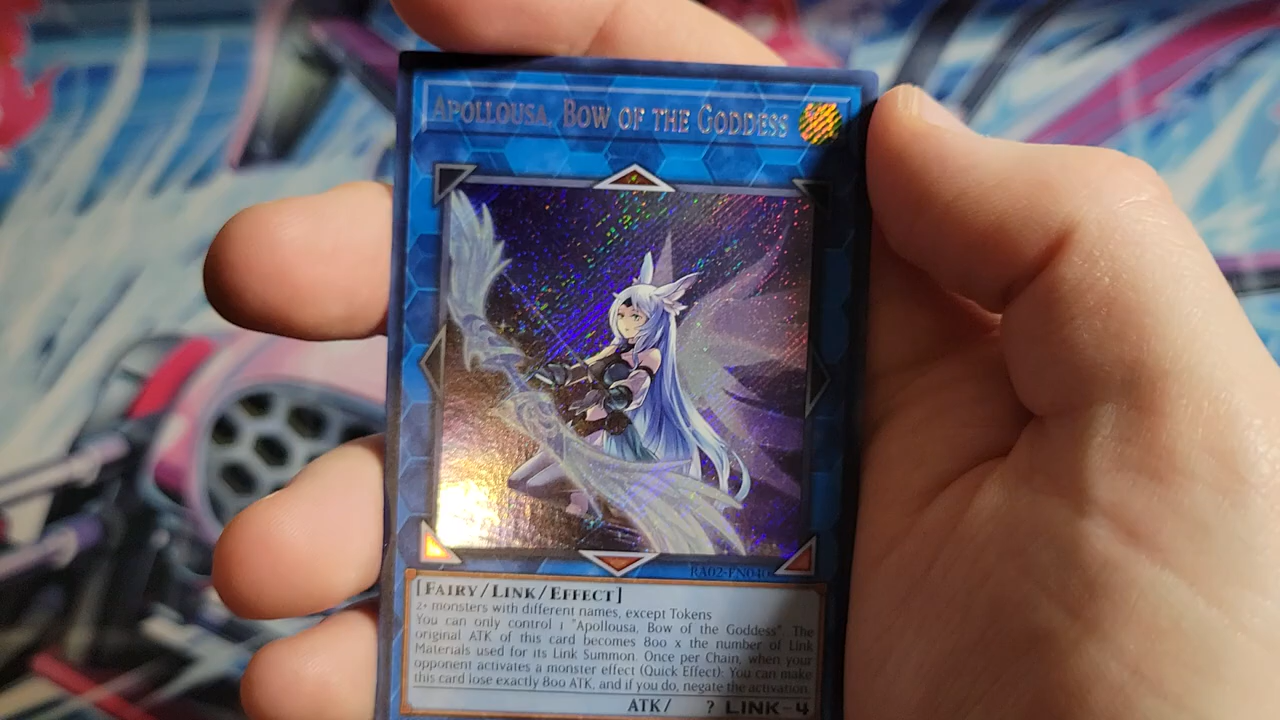 APOLLOUSA, BOW OF THE GODDESS
RA02-EN040
[FAIRY/LINK/EFFECT]
2+ monsters with different names, except Tokens
You can only control 1 "Apollousa, Bow of the Goddess". The
original ATK of this card becomes 800 x the number of Link
Materials used for its Link Summon. Once per Chain, when your
opponent activates a monster effect (Quick Effect): You can make
this card lose exactly 800 ATK, and if you do, negate the activation.
ATK/ ? LINK-4